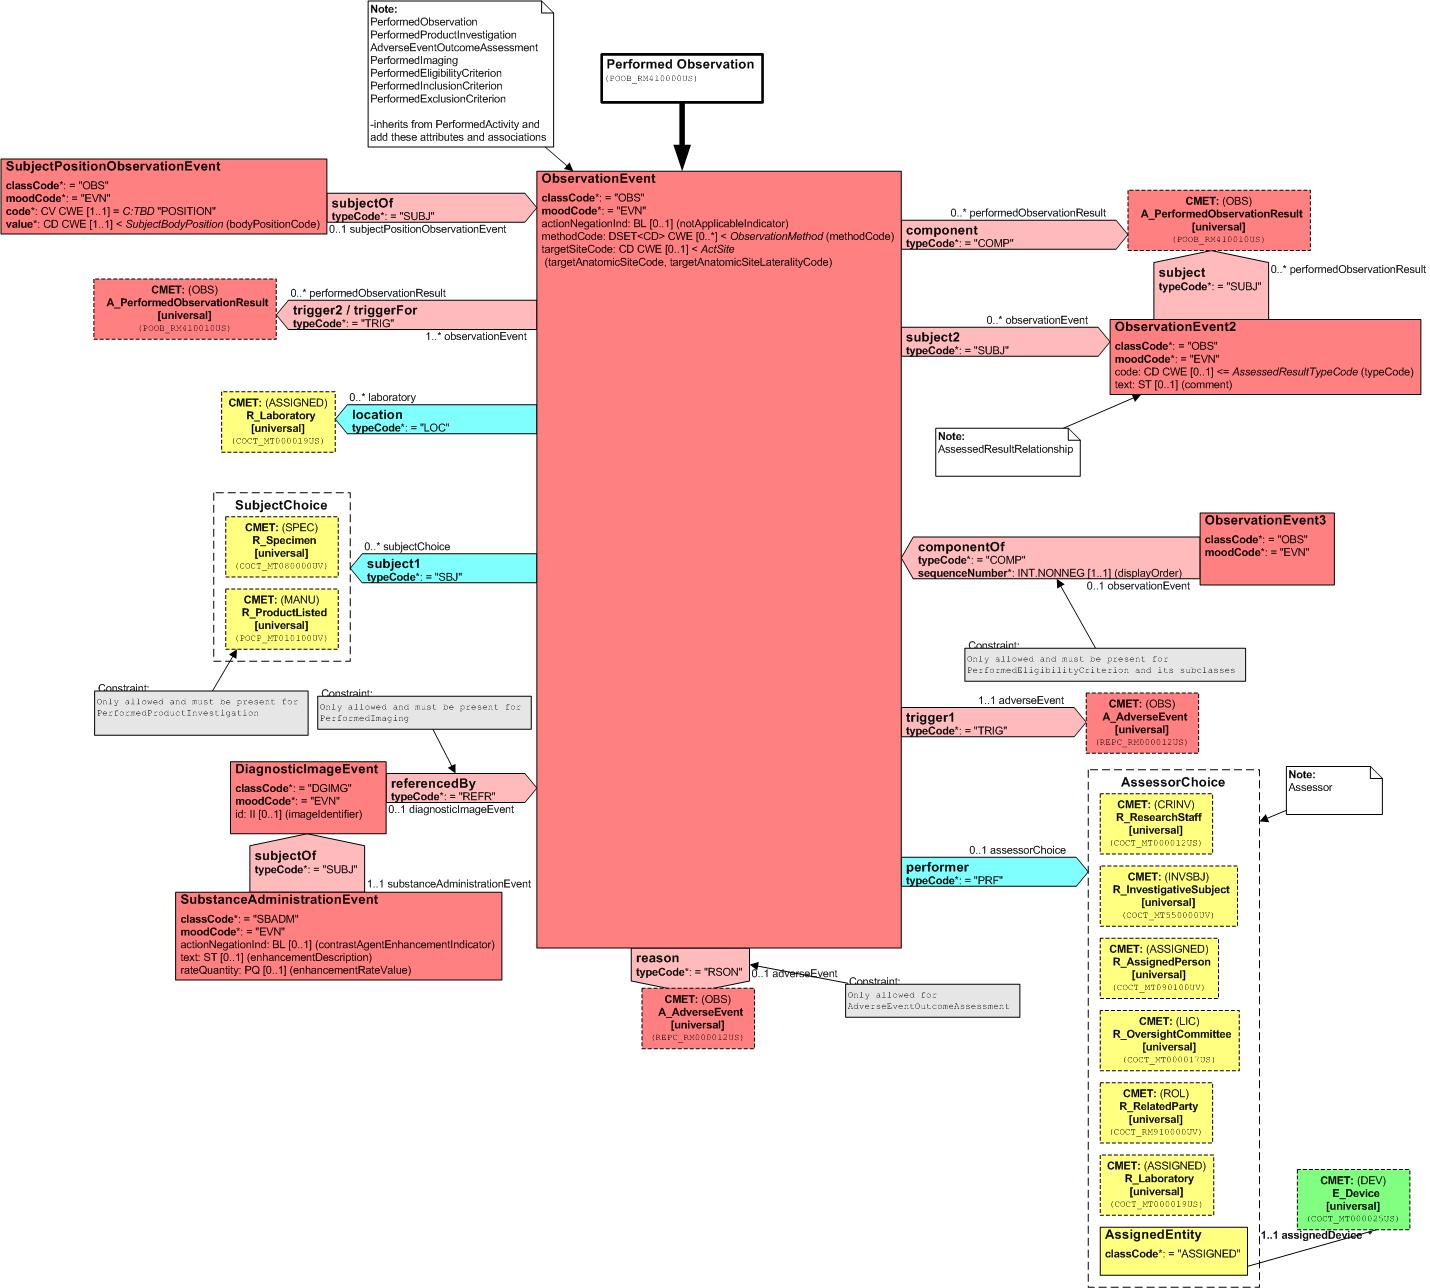 Note:
PerformedObservation
PerformedProductInvestigation
AdverseEventOutcomeAssessment
PerformedImaging
PerformedEligibilityCriterion
PerformedInclusionCriterion
PerformedExclusionCriterion
-inherits from PerformedActivity and
add these attributes and associations
Performed Observation
(POOB_RM410000US)
SubjectPositionObservationEvent
classCode*: = "OBS"
moodCode*: = "EVN"
code*: CV CWE [1..1] = C:TBD "POSITION"
value*: CD CWE [1..1] < SubjectBodyPosition (bodyPositionCode)
subjectOf
typeCode*: = "SUBJ"
0..1 subjectPositionObservationEvent
ObservationEvent
classCode*: = "OBS"
moodCode*: = "EVN"
actionNegationInd: BL [0..1] (notApplicableIndicator)
methodCode: DSET<CD> CWE [0..*] < ObservationMethod (methodCode)
targetSiteCode: CD CWE [0..1] < ActSite
(targetAnatomicSiteCode, targetAnatomicSiteLateralityCode)
0..* performedObservationResult
component
typeCode*: = "COMP"
CMET: (OBS)
A_PerformedObservationResult
[universal]
(POOB_RM410010US)
subject
typeCode*: = "SUBJ"
0..* performedObservationResult
CMET: (OBS)
A_PerformedObservationResult
[universal]
(POOB_RM410010US)
0..* performedObservationResult
trigger2 / triggerFor
typeCode*: = "TRIG"
1..* observationEvent
0..* observationEvent
subject2
typeCode*: = "SUBJ"
ObservationEvent2
classCode*: = "OBS"
moodCode*: = "EVN"
code: CD CWE [0..1] <= AssessedResultTypeCode (typeCode)
text: ST [0..1] (comment)
Note:
AssessedResultRelationship
CMET: (ASSIGNED)
R_Laboratory
[universal]
(COCT_MT000019US)
0..* laboratory
location
typeCode*: = "LOC"
SubjectChoice
CMET: (SPEC)
R_Specimen
[universal]
(COCT_MT080000UV)
CMET: (MANU)
R_ProductListed
[universal]
(POCP_MT010100UV)
0..* subjectChoice
subject1
typeCode*: = "SBJ"
componentOf
typeCode*: = "COMP"
sequenceNumber*: INT.NONNEG [1..1] (displayOrder)
0..1 observationEvent
ObservationEvent3
classCode*: = "OBS"
moodCode*: = "EVN"
Constraint:
Only allowed and must be present for
PerformedEligibilityCriterion and its subclasses
Constraint:
Only allowed and must be present for
PerformedProductInvestigation
Constraint:
Only allowed and must be present for
PerformedImaging
1..1 adverseEvent
trigger1
typeCode*: = "TRIG"
CMET: (OBS)
A_AdverseEvent
[universal]
(REPC_RM000012US)
DiagnosticImageEvent
classCode*: = "DGIMG"
moodCode*: = "EVN"
id: II [0..1] (imageIdentifier)
referencedBy
typeCode*: = "REFR"
0..1 diagnosticImageEvent
subjectOf
typeCode*: = "SUBJ"
1..1 substanceAdministrationEvent
SubstanceAdministrationEvent
classCode*: = "SBADM"
moodCode*: = "EVN"
actionNegationInd: BL [0..1] (contrastAgentEnhancementIndicator)
text: ST [0..1] (enhancementDescription)
rateQuantity: PQ [0..1] (enhancementRateValue)
0..1 assessorChoice
performer
typeCode*: = "PRF"
reason
typeCode*: = "RSON"
0..1 adverseEvent
CMET: (OBS)
A_AdverseEvent
[universal]
(REPC_RM000012US)
Constraint:
Only allowed for
AdverseEventOutcomeAssessment
AssessorChoice
Note:
Assessor
CMET: (CRINV)
R_ResearchStaff
[universal]
(COCT_MT000012US)
CMET: (INVSBJ)
R_InvestigativeSubject
[universal]
(COCT_MT550000UV)
CMET: (ASSIGNED)
R_AssignedPerson
[universal]
(COCT_MT090100UV)
CMET: (LIC)
R_OversightCommittee
[universal]
(COCT_MT000017US)
CMET: (ROL)
R_RelatedParty
[universal]
(COCT_RM910000UV)
CMET: (ASSIGNED)
R_Laboratory
[universal]
(COCT_MT000019US)
AssignedEntity
classCode*: = "ASSIGNED"
1..1 assignedDevice
CMET: (DEV)
E_Device
[universal]
(COCT_MT000025US)